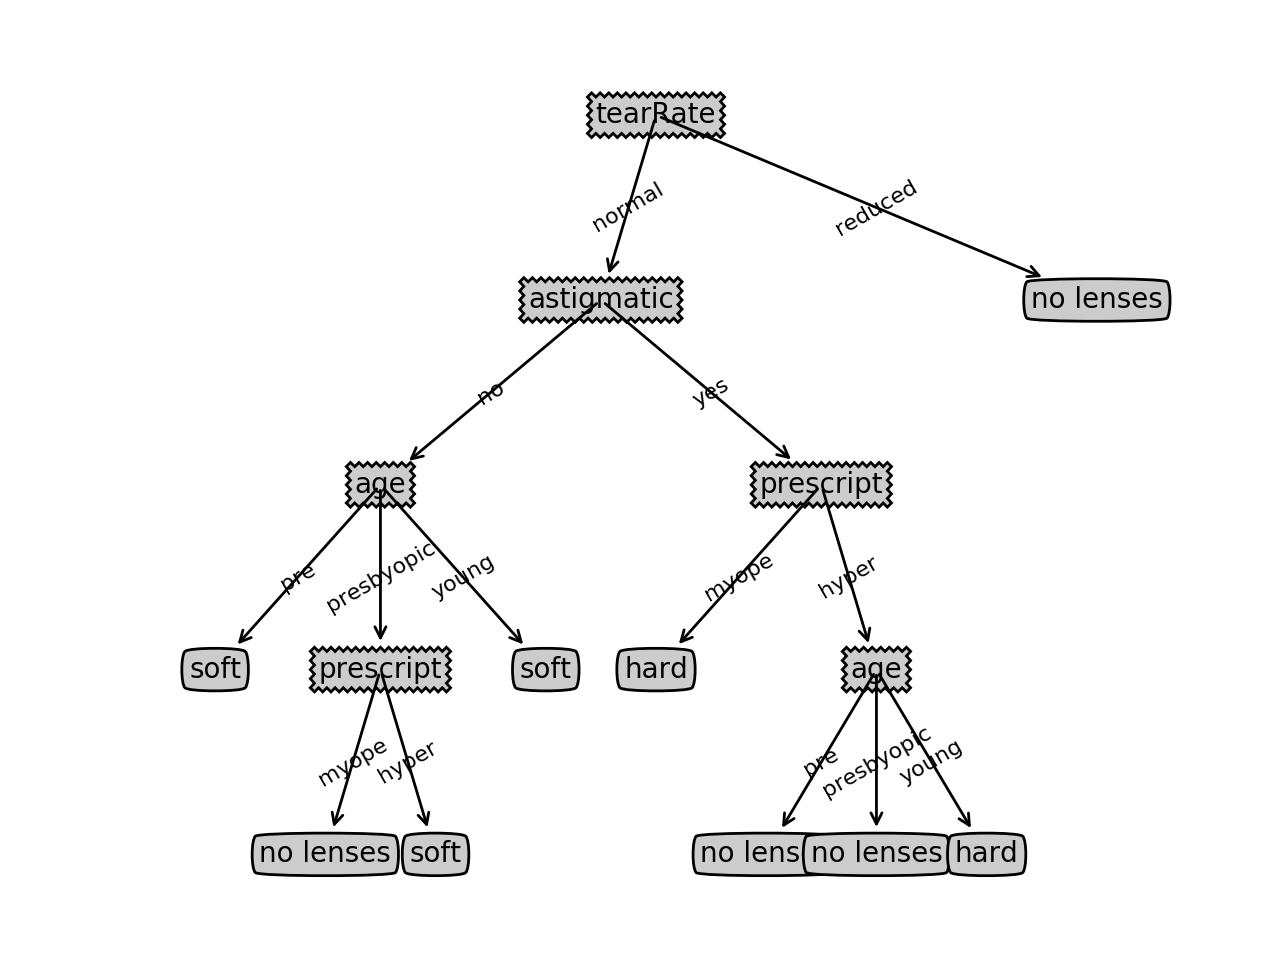 tearRate
normal
reduced
astigmatic
no lenses
no
yes
age
prescript
pre
presbyopic
young
myope
hyper
soft
prescript
soft
hard
age
myope
hyper
pre
presbyopic
young
no lenses
soft
no lens
no lenses
hard